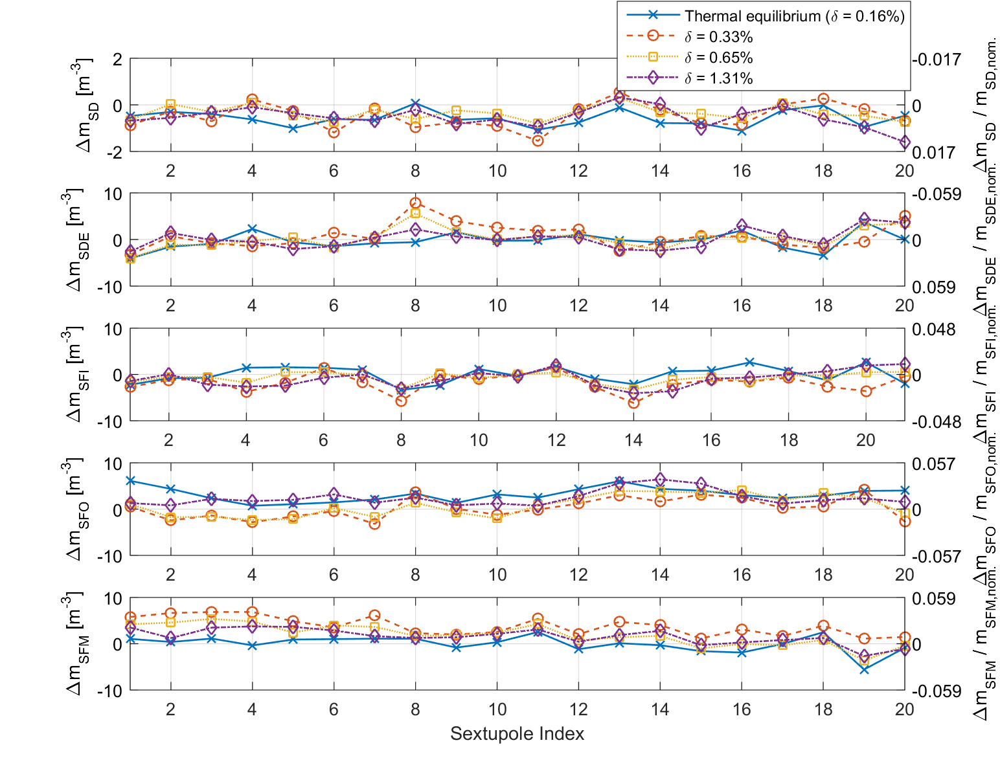 Thermal equilibrium (δ = 0.16%)
δ = 0.33%
δ = 0.65%
δ = 1.31%
Δm_SD [m^-3]
2
0
-2
-0.017
0
0.017
Δm_SD / m_SD,nom.
2 4 6 8 10 12 14 16 18 20
Δm_SDE [m^-3]
10
0
-10
-0.059
0
0.059
Δm_SDE / m_SDE,nom.
2 4 6 8 10 12 14 16 18 20
Δm_SFI [m^-3]
10
0
-10
0.048
0
-0.048
Δm_SFI / m_SFI,nom.
2 4 6 8 10 12 14 16 18 20
Δm_SFO [m^-3]
10
0
-10
0.057
0
-0.057
Δm_SFO / m_SFO,nom.
2 4 6 8 10 12 14 16 18 20
Δm_SFM [m^-3]
10
0
-10
0.059
0
-0.059
Δm_SFM / m_SFM,nom.
2 4 6 8 10 12 14 16 18 20
Sextupole Index